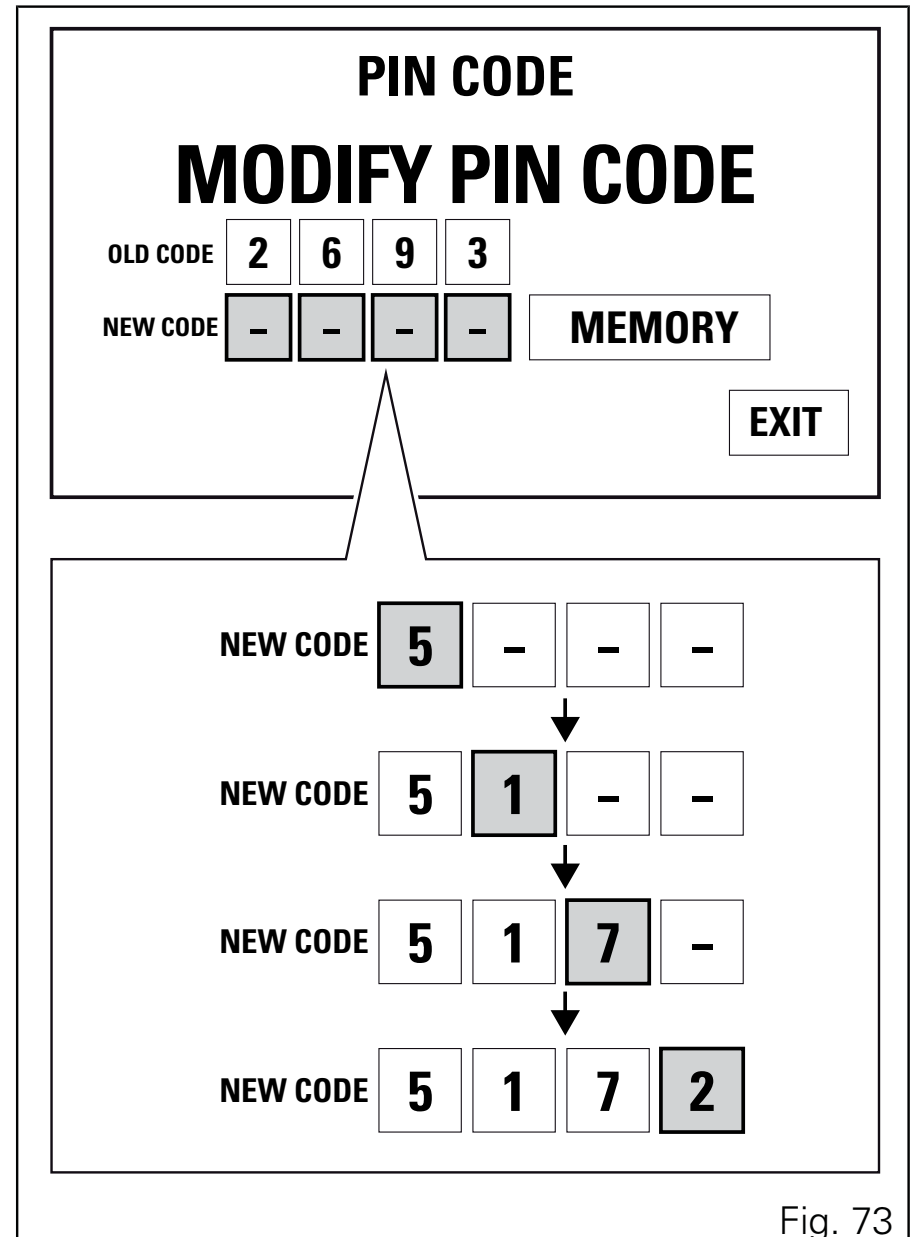 PIN CODE
MODIFY PIN CODE
OLD CODE 2 6 9 3
NEW CODE - - - - MEMORY
EXIT
NEW CODE 5 - - -
NEW CODE 5 1 - -
NEW CODE 5 1 7 -
NEW CODE 5 1 7 2
Fig. 73